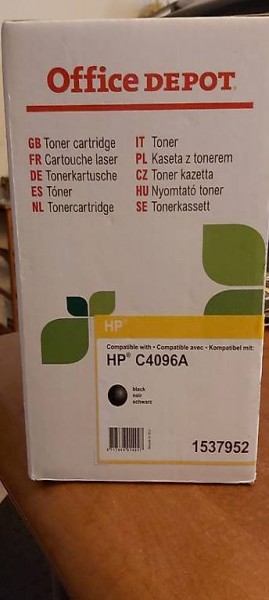 Office DEPOT
GB Toner cartridge
FR Cartouche laser
DE Tonerkartusche
ES Tóner
NL Tonercartridge
IT Toner
PL Kaseta z tonerem
CZ Toner kazetta
HU Nyomtató toner
SE Tonerkassett
HP®
Compatible with • Compatible avec • Kompatibel mit:
HP® C4096A
black
noir
schwarz
1537952